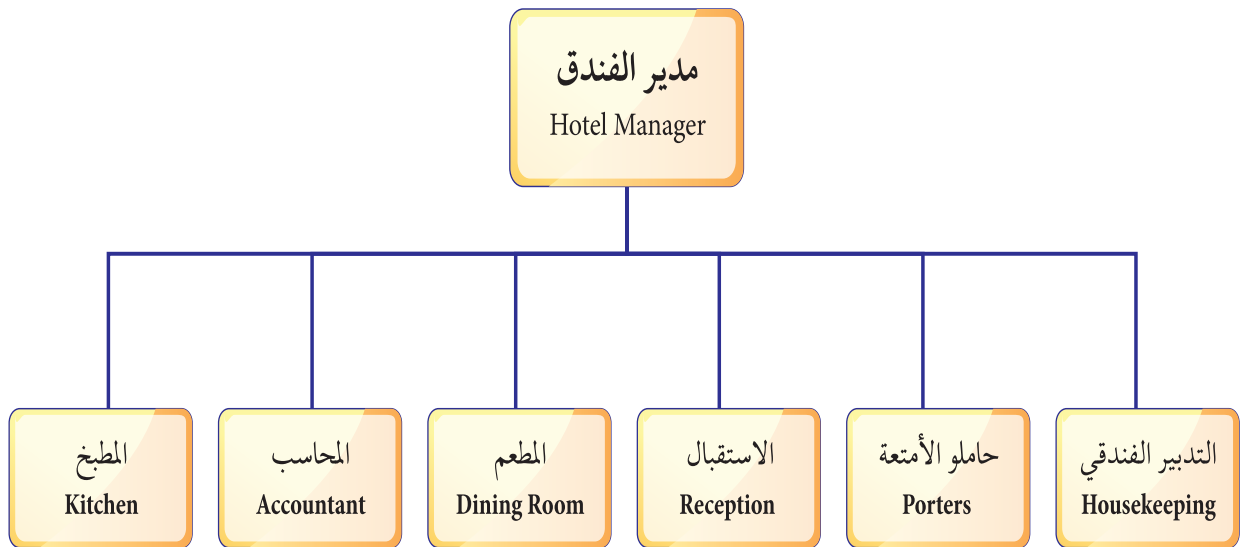 مدير الفندق
Hotel Manager
المطبخ
Kitchen
المحاسب
Accountant
المطعم
Dining Room
الاستقبال
Reception
حاملو الأمتعة
Porters
التدبير الفندقي
Housekeeping